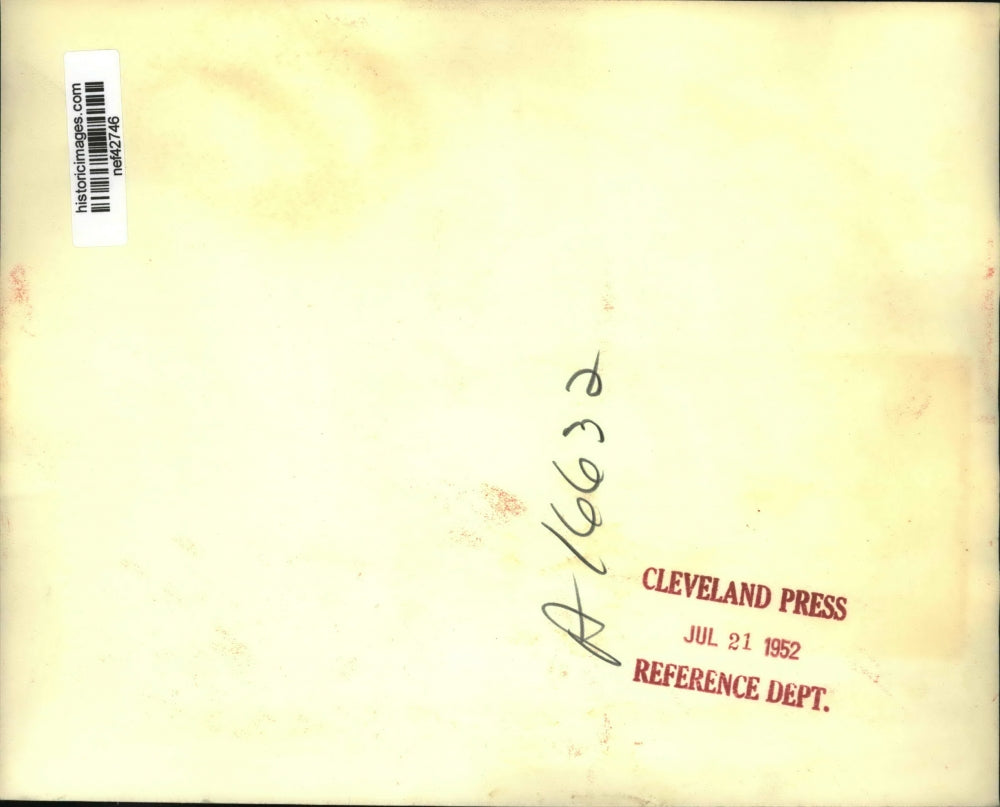 historicimages.com
nef42746
A-16632
CLEVELAND PRESS
JUL 21 1952
REFERENCE DEPT.